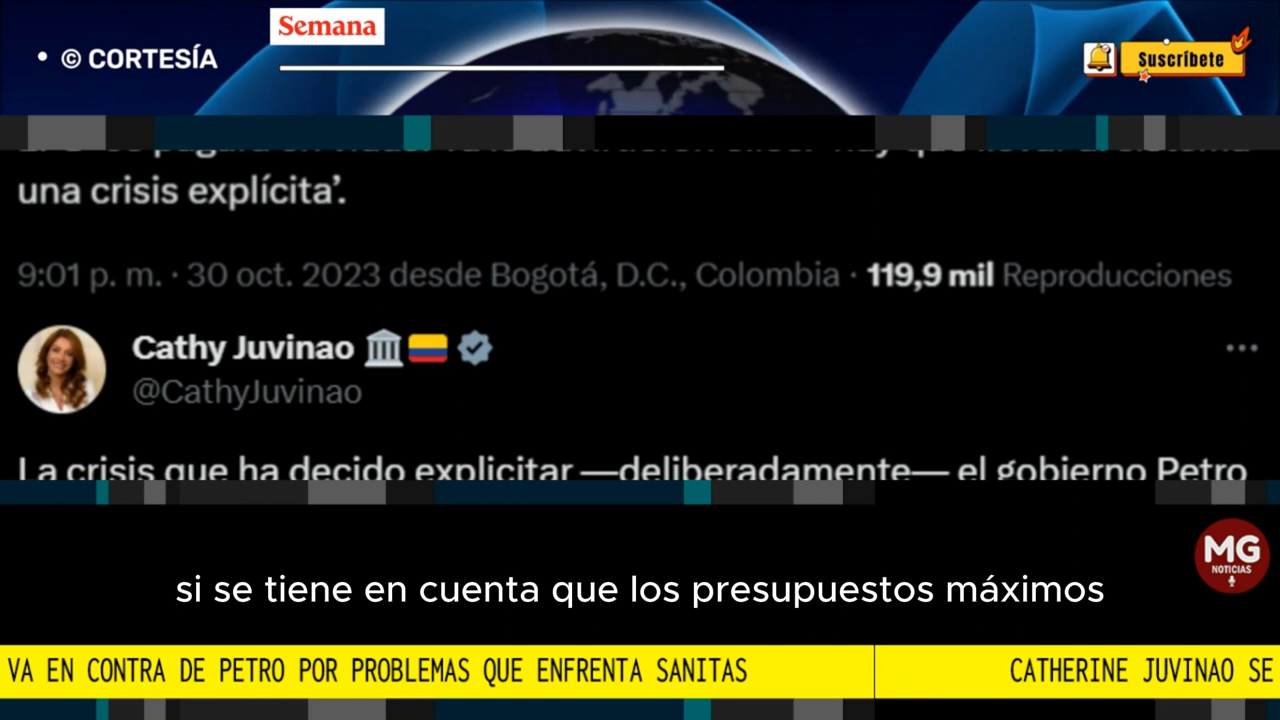 Semana
• © CORTESÍA
Suscríbete
una crisis explícita’.
9:01 p. m. · 30 oct. 2023 desde Bogotá, D.C., Colombia · 119,9 mil Reproducciones
Cathy Juvinao
@CathyJuvinao
La crisis que ha decido explicitar —deliberadamente— el gobierno Petro
MG
NOTICIAS
si se tiene en cuenta que los presupuestos máximos
VA EN CONTRA DE PETRO POR PROBLEMAS QUE ENFRENTA SANITAS
CATHERINE JUVINAO SE